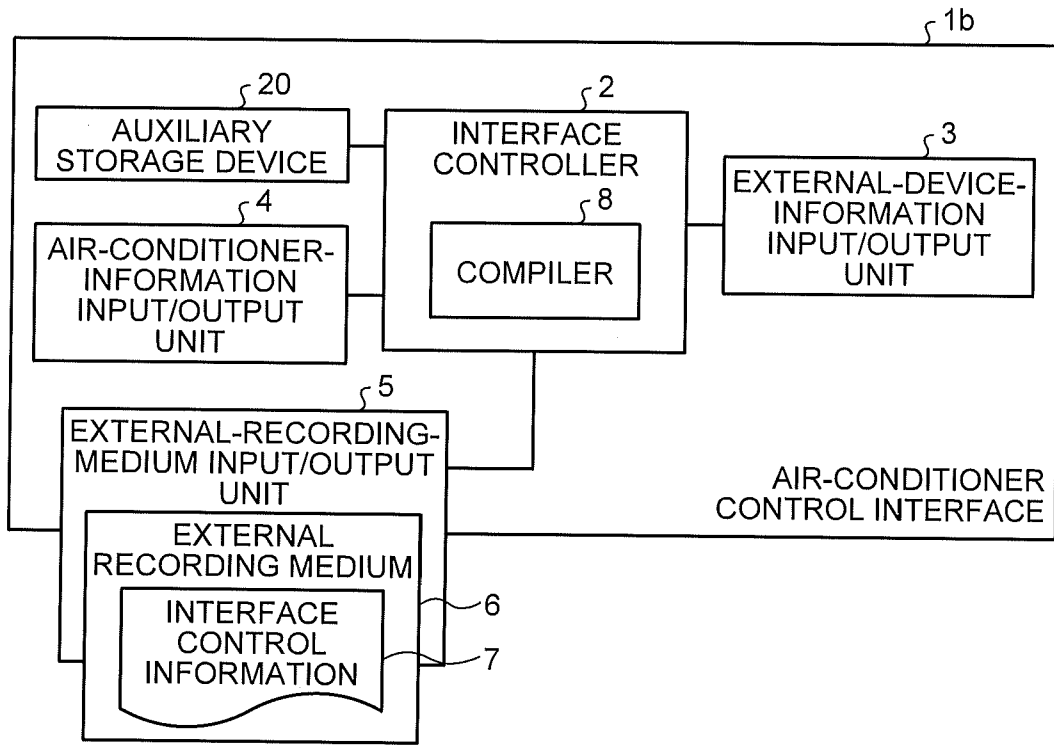 1b
20
AUXILIARY
STORAGE DEVICE
2
INTERFACE
CONTROLLER
3
EXTERNAL-DEVICE-
INFORMATION
INPUT/OUTPUT
UNIT
4
AIR-CONDITIONER-
INFORMATION
INPUT/OUTPUT
UNIT
8
COMPILER
5
EXTERNAL-RECORDING-
MEDIUM INPUT/OUTPUT
UNIT
AIR-CONDITIONER
CONTROL INTERFACE
EXTERNAL
RECORDING MEDIUM
6
INTERFACE
CONTROL
INFORMATION
7